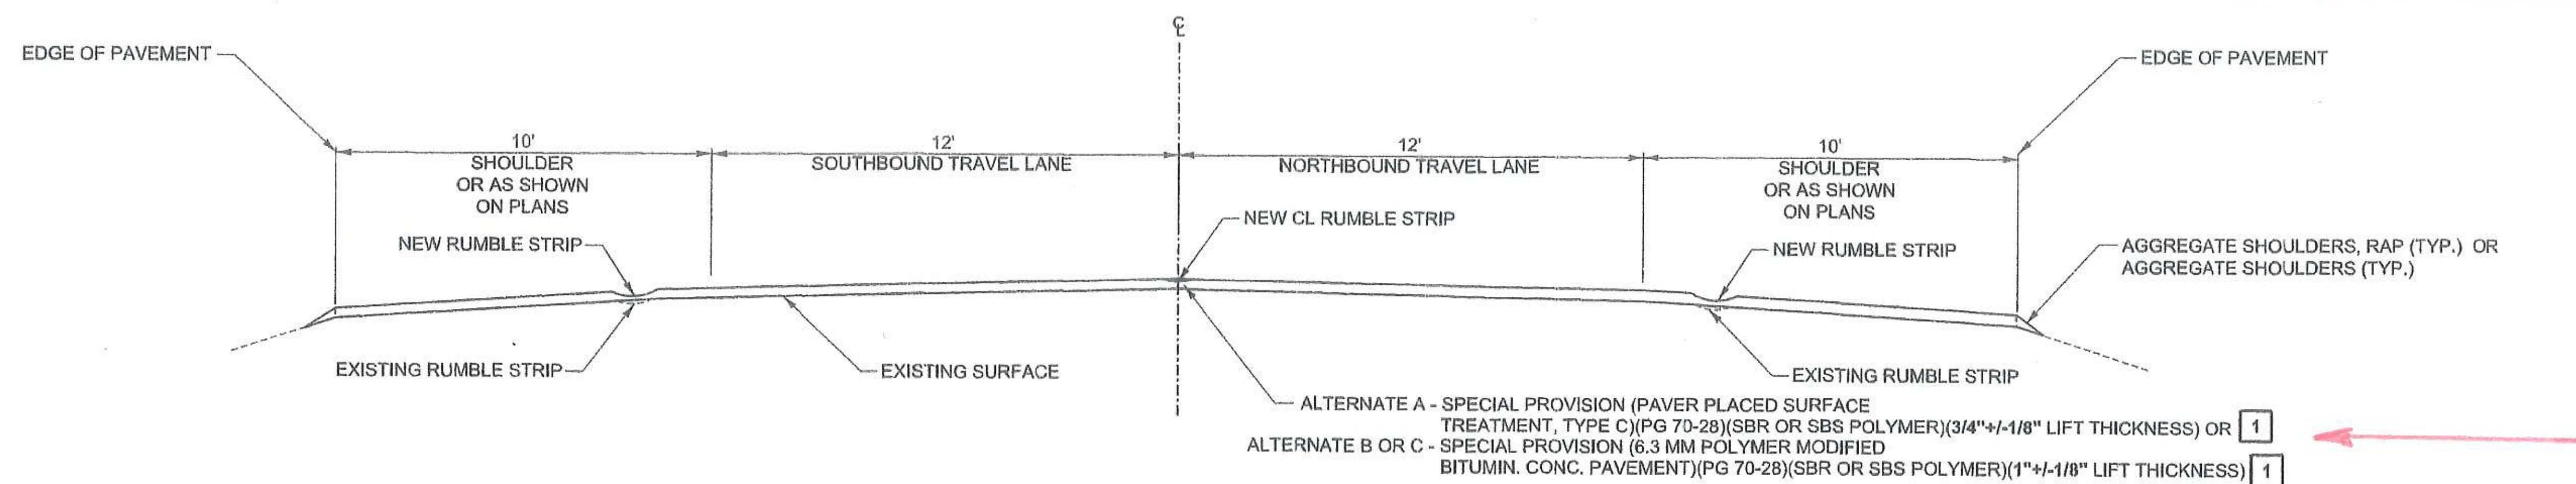 ℄
EDGE OF PAVEMENT
EDGE OF PAVEMENT
10'
SHOULDER
OR AS SHOWN
ON PLANS
12'
SOUTHBOUND TRAVEL LANE
12'
NORTHBOUND TRAVEL LANE
10'
SHOULDER
OR AS SHOWN
ON PLANS
NEW RUMBLE STRIP
NEW CL RUMBLE STRIP
NEW RUMBLE STRIP
AGGREGATE SHOULDERS, RAP (TYP.) OR
AGGREGATE SHOULDERS (TYP.)
EXISTING RUMBLE STRIP
EXISTING SURFACE
EXISTING RUMBLE STRIP
ALTERNATE A - SPECIAL PROVISION (PAVER PLACED SURFACE
TREATMENT, TYPE C)(PG 70-28)(SBR OR SBS POLYMER)(3/4"+/-1/8" LIFT THICKNESS) OR 1
ALTERNATE B OR C - SPECIAL PROVISION (6.3 MM POLYMER MODIFIED
BITUMIN. CONC. PAVEMENT)(PG 70-28)(SBR OR SBS POLYMER)(1"+/-1/8" LIFT THICKNESS) 1